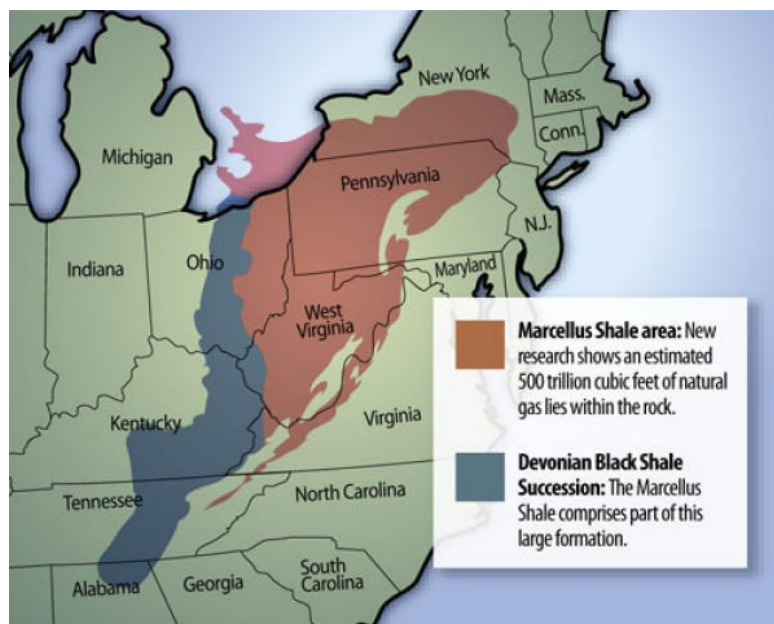 New York
Mass.
Conn.
Michigan
Pennsylvania
N.J.
Ohio
Maryland
Indiana
West
Virginia
Marcellus Shale area: New
research shows an estimated
500 trillion cubic feet of natural
gas lies within the rock.
Kentucky
Virginia
Devonian Black Shale
Succession: The Marcellus
Shale comprises part of this
large formation.
Tennessee
North Carolina
Alabama
Georgia
South
Carolina